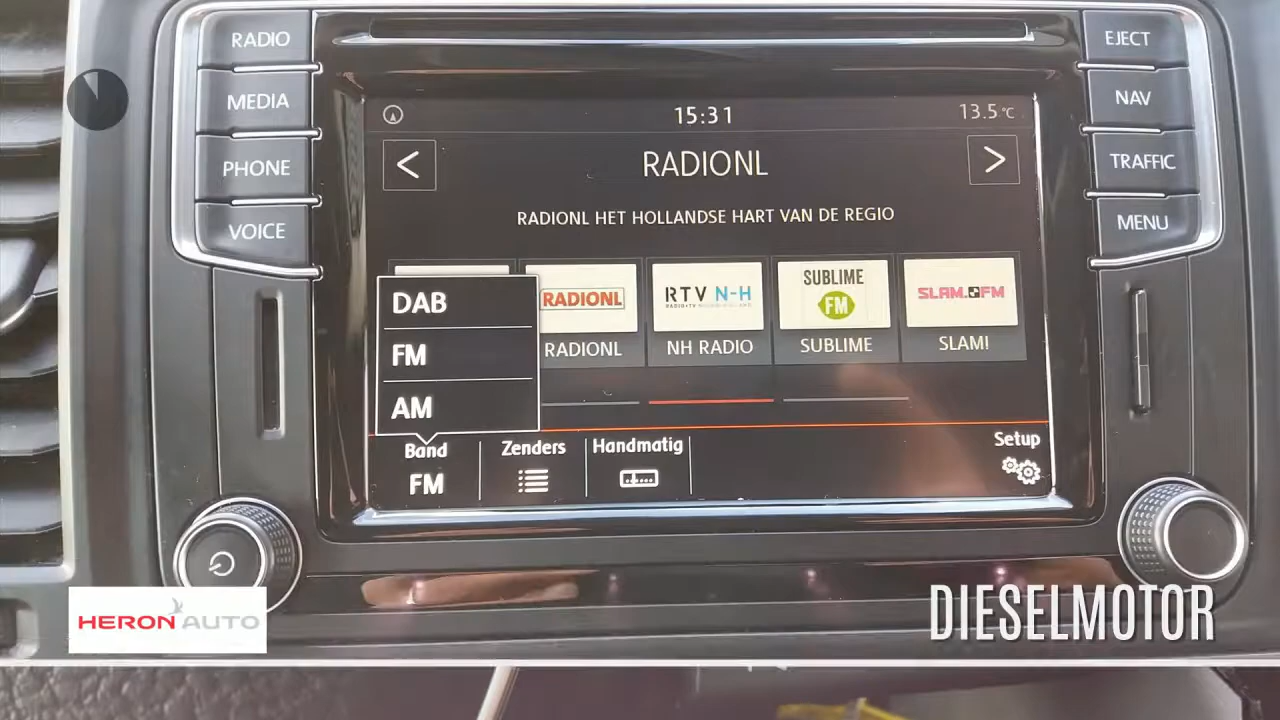 RADIO
MEDIA
PHONE
VOICE
EJECT
NAV
TRAFFIC
MENU
15:31
13.5°C
<
RADIONL
>
RADIONL HET HOLLANDSE HART VAN DE REGIO
DAB
FM
AM
RADIONL
RTV N-H
SUBLIME
FM
SLAM!FM
RADIONL
NH RADIO
SUBLIME
SLAM!
Band
FM
Zenders
Handmatig
Setup
HERON AUTO
DIESELMOTOR